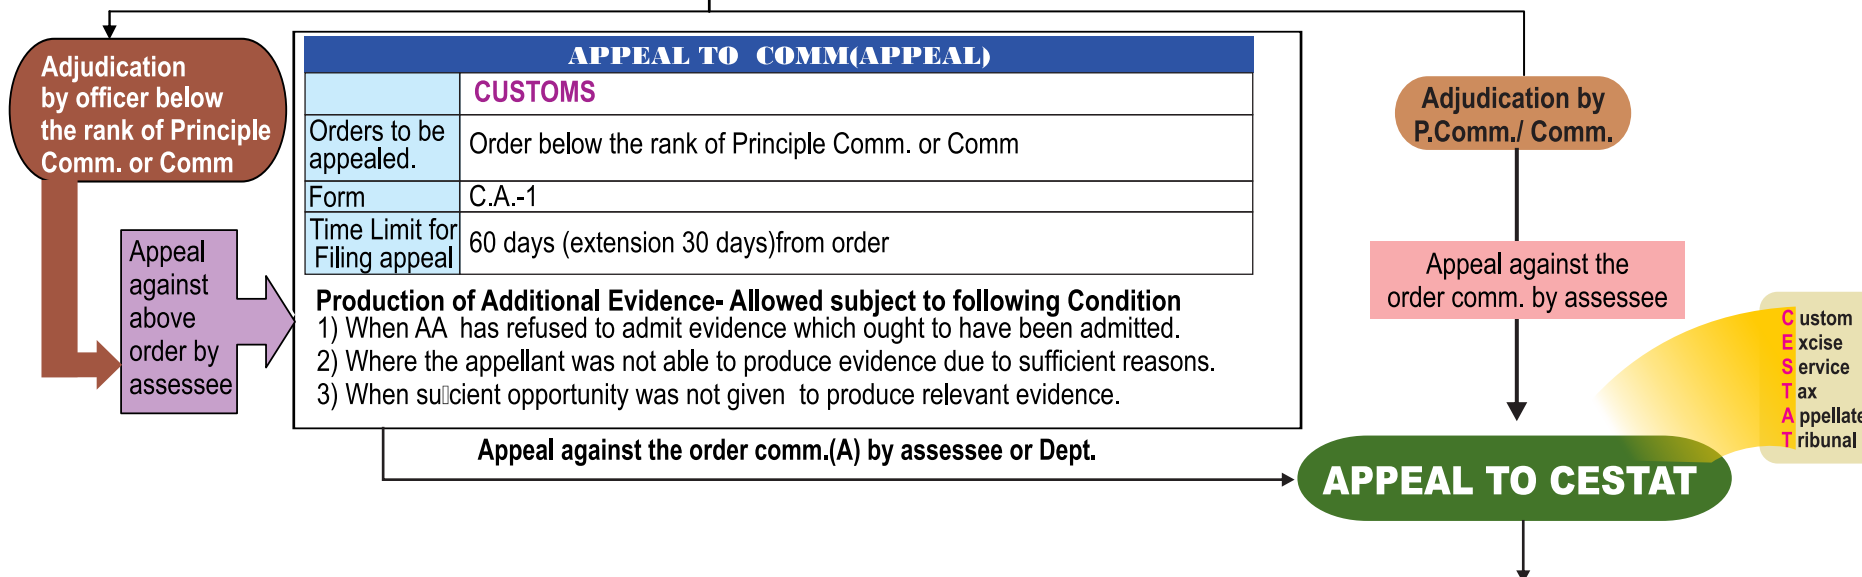 Adjudication
by officer below
the rank of Principle
Comm. or Comm
Appeal
against
above
order by
assessee
APPEAL TO COMM(APPEAL)
CUSTOMS
Orders to be
appealed.
Order below the rank of Principle Comm. or Comm
Form
C.A.-1
Time Limit for
Filing appeal
60 days (extension 30 days)from order
Production of Additional Evidence- Allowed subject to following Condition
1) When AA has refused to admit evidence which ought to have been admitted.
2) Where the appellant was not able to produce evidence due to sufficient reasons.
3) When su▯cient opportunity was not given to produce relevant evidence.
Appeal against the order comm.(A) by assessee or Dept.
Adjudication by
P.Comm./ Comm.
Appeal against the
order comm. by assessee
C ustom
E xcise
S ervice
T ax
A ppellate
T ribunal
APPEAL TO CESTAT